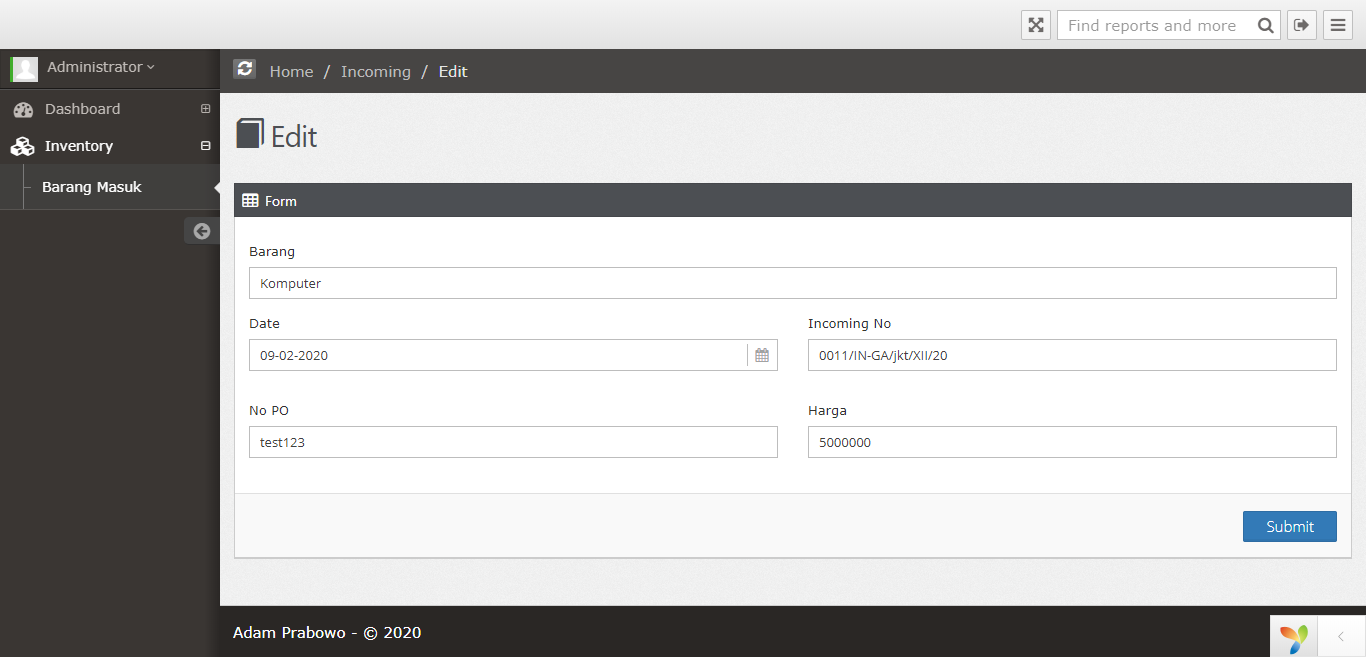 Find reports and more
Administrator
Home / Incoming / Edit
Dashboard
Inventory
Barang Masuk
Edit
Form
Barang
Komputer
Date
Incoming No
09-02-2020
0011/IN-GA/jkt/XII/20
No PO
Harga
test123
5000000
Submit
Adam Prabowo - © 2020